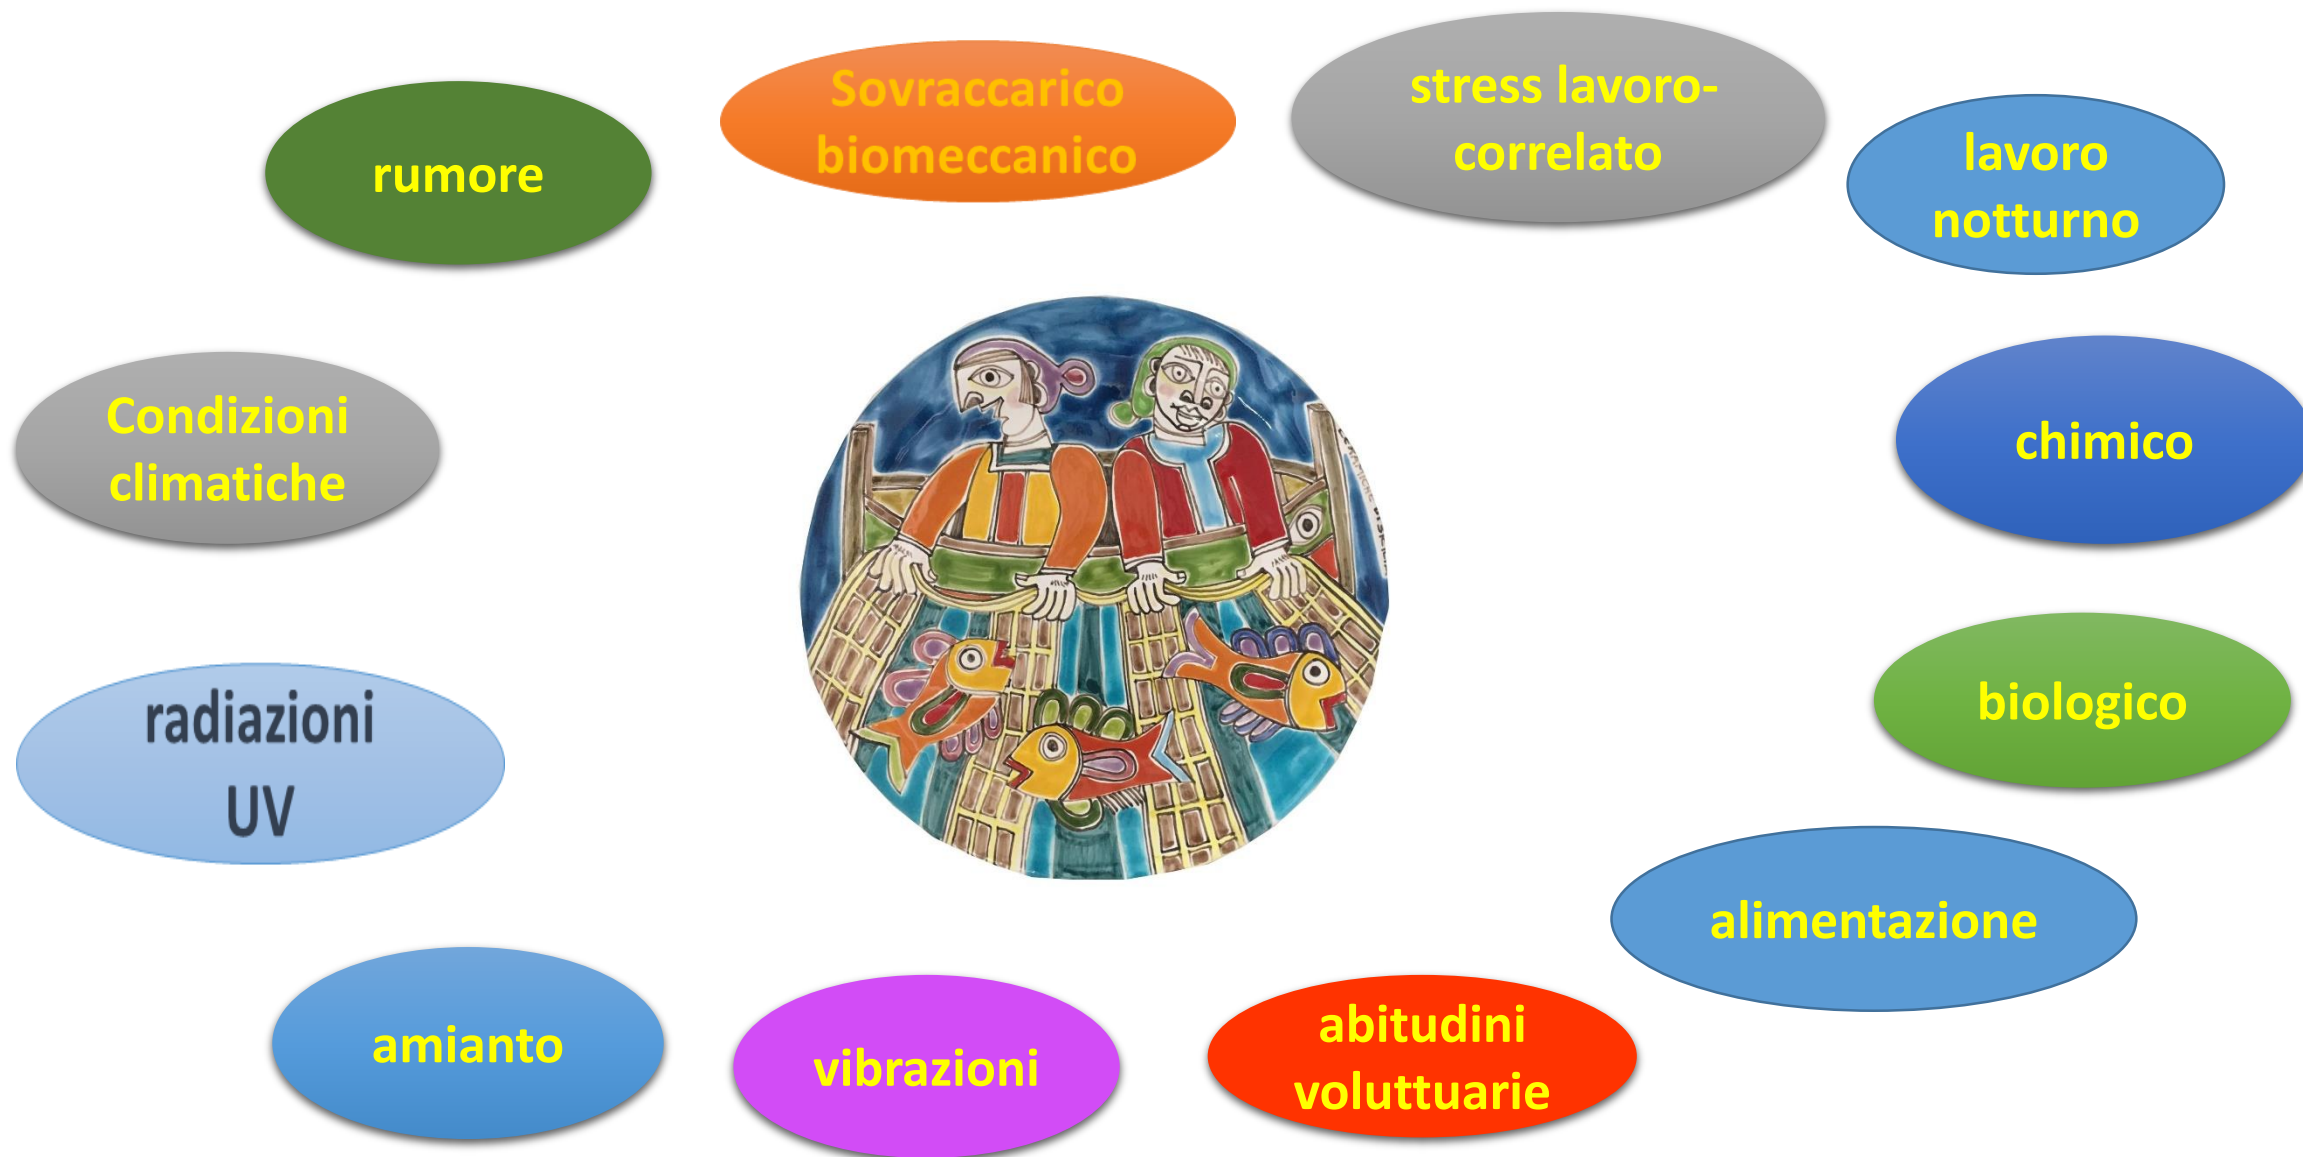 Sovraccarico
biomeccanico
stress lavoro-
correlato
rumore
lavoro
notturno
Condizioni
climatiche
chimico
radiazioni
UV
biologico
alimentazione
amianto
vibrazioni
abitudini
voluttuarie